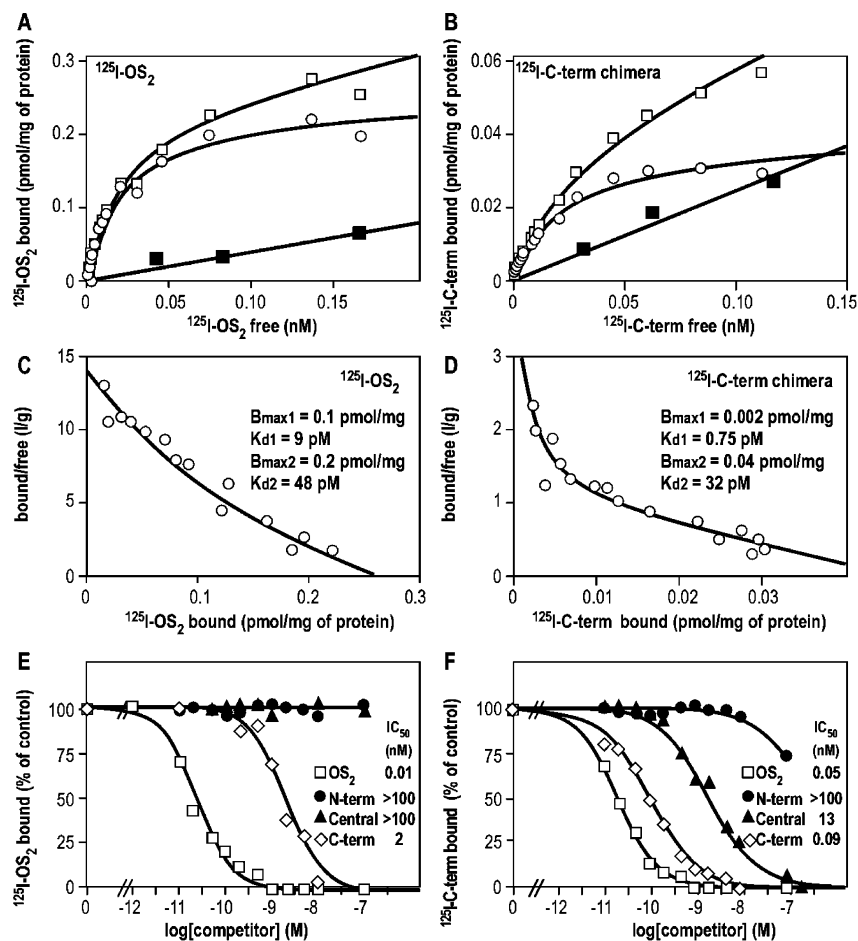 A
¹²⁵I-OS₂
¹²⁵I-OS₂ bound (pmol/mg of protein)
0.3
0.2
0.1
0
0 0.05 0.10 0.15
¹²⁵I-OS₂ free (nM)
B
¹²⁵I-C-term chimera
¹²⁵I-C-term bound (pmol/mg of protein)
0.06
0.04
0.02
0
0 0.05 0.10 0.15
¹²⁵I-C-term free (nM)
C
¹²⁵I-OS₂
Bmax1 = 0.1 pmol/mg
Kd1 = 9 pM
Bmax2 = 0.2 pmol/mg
Kd2 = 48 pM
bound/free (l/g)
15
10
5
0
0 0.1 0.2 0.3
¹²⁵I-OS₂ bound (pmol/mg of protein)
D
¹²⁵I-C-term chimera
Bmax1 = 0.002 pmol/mg
Kd1 = 0.75 pM
Bmax2 = 0.04 pmol/mg
Kd2 = 32 pM
bound/free (l/g)
3
2
1
0
0 0.01 0.02 0.03
¹²⁵I-C-term bound (pmol/mg of protein)
E
¹²⁵I-OS₂ bound (% of control)
100
75
50
25
0
IC₅₀
(nM)
OS₂ 0.01
N-term >100
Central >100
C-term 2
0 -12 -11 -10 -9 -8 -7
log[competitor] (M)
F
¹²⁵I-C-term bound (% of control)
100
75
50
25
0
IC₅₀
(nM)
OS₂ 0.05
N-term >100
Central 13
C-term 0.09
0 -12 -11 -10 -9 -8 -7
log[competitor] (M)